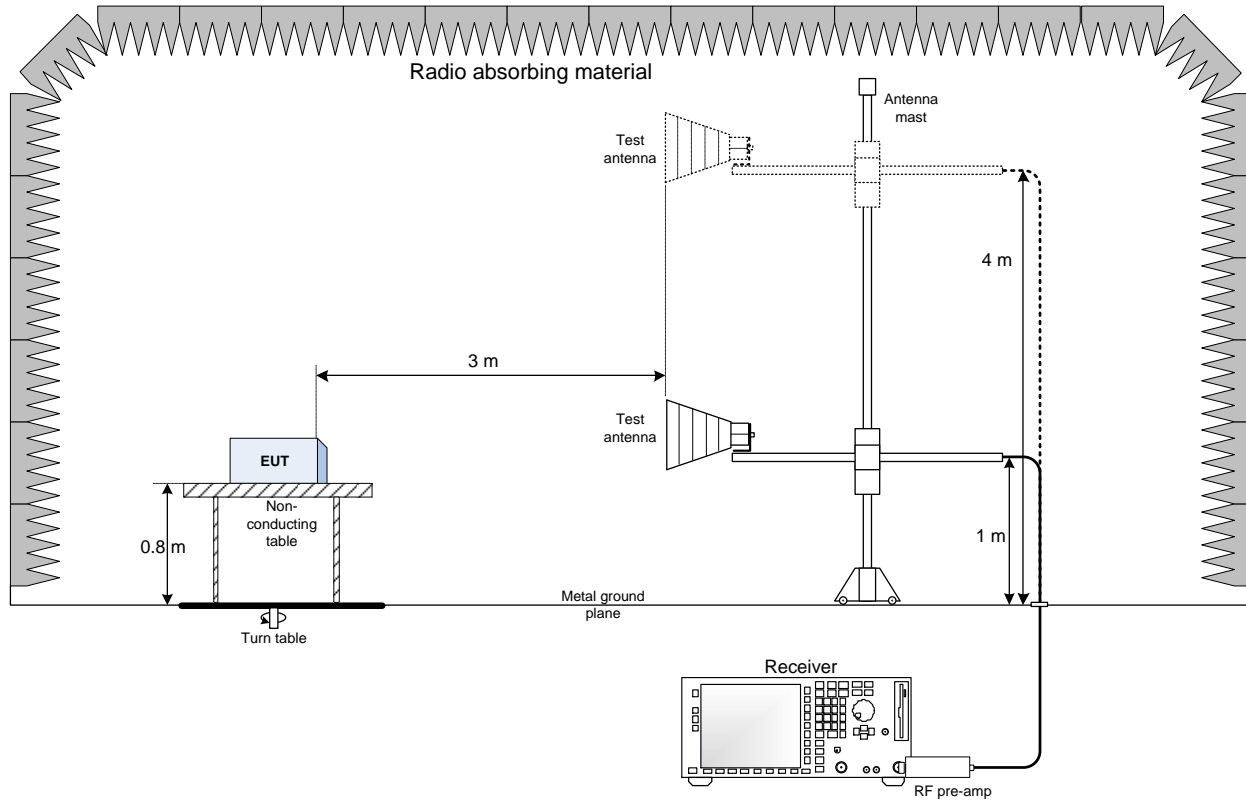 Radio absorbing material
Antenna
mast
Test
antenna
4 m
3 m
Test
antenna
EUT
Non-
conducting
table
0.8 m
1 m
Metal ground
plane
Turn table
Receiver
RF pre-amp